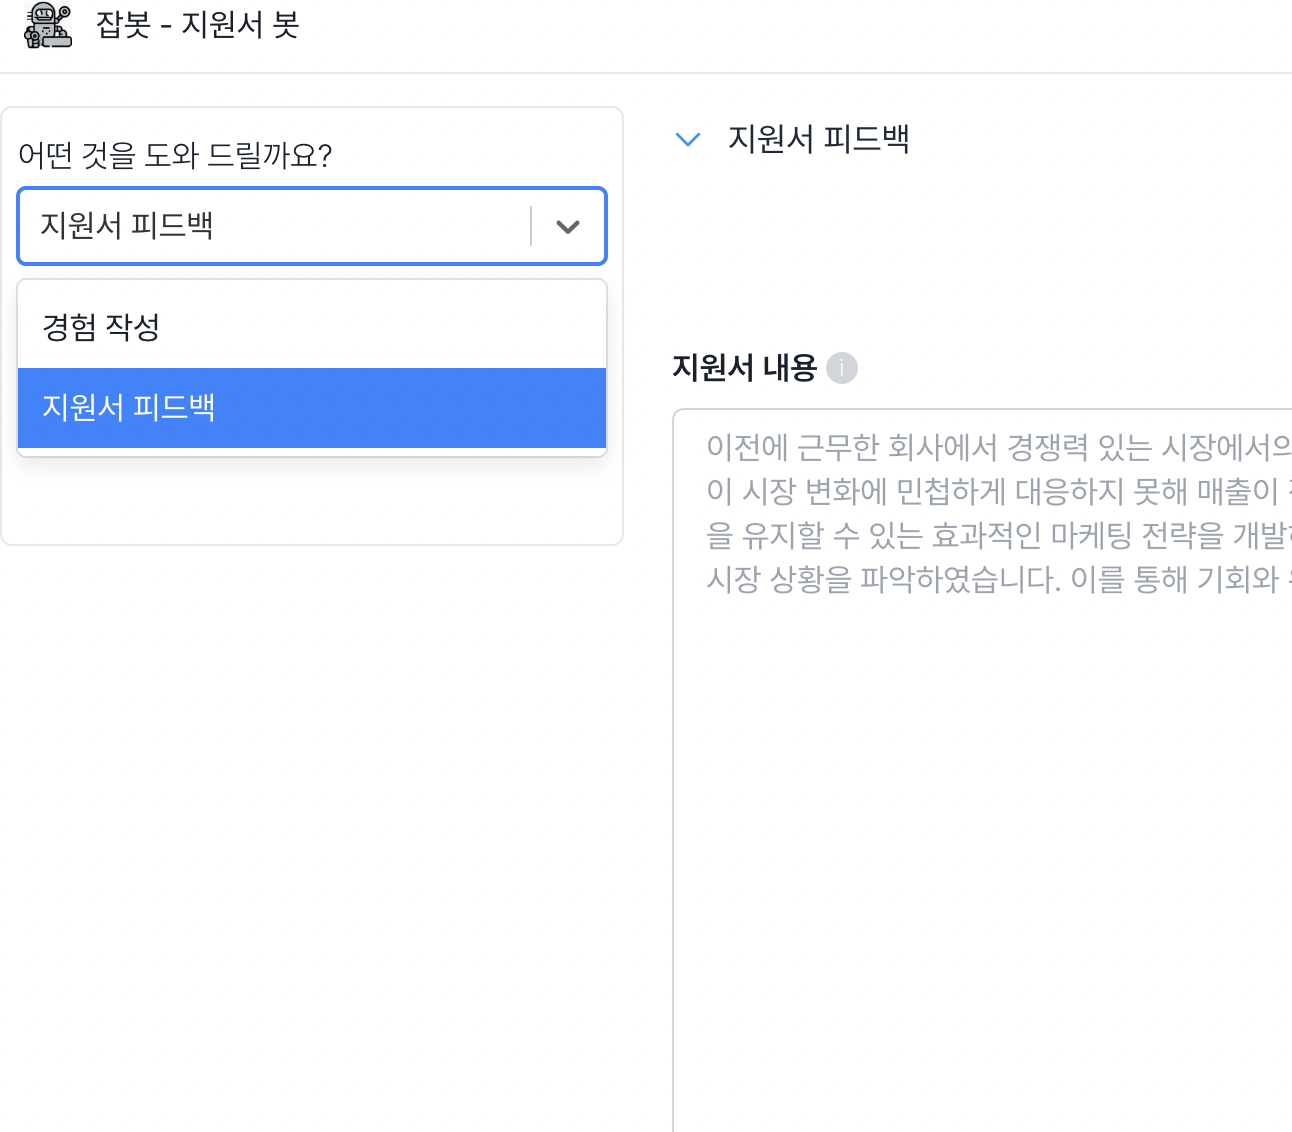 잡봇 - 지원서 봇
어떤 것을 도와 드릴까요?
지원서 피드백
경험 작성
지원서 피드백
지원서 피드백
지원서 내용
이전에 근무한 회사에서 경쟁력 있는 시장에서의
이 시장 변화에 민첩하게 대응하지 못해 매출이
을 유지할 수 있는 효과적인 마케팅 전략을 개발
시장 상황을 파악하였습니다. 이를 통해 기회와